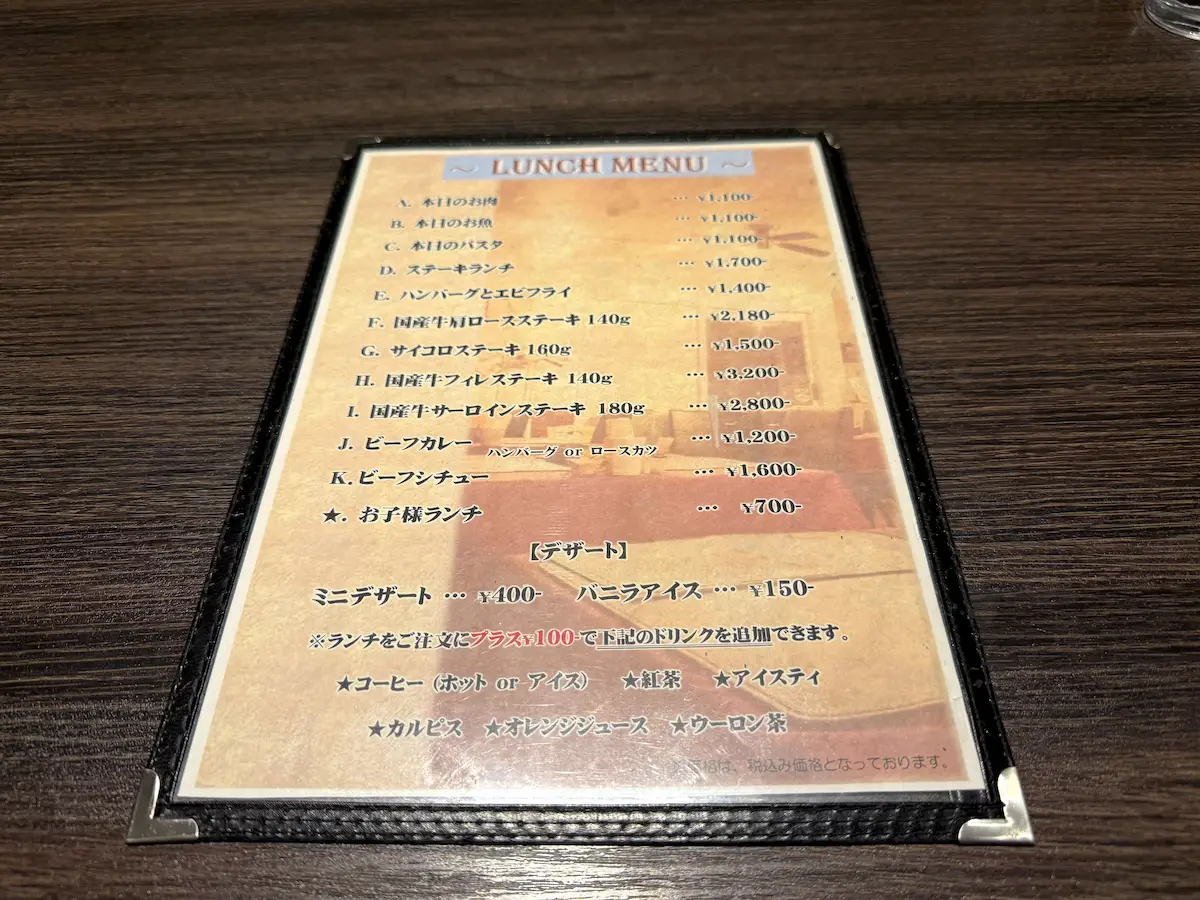 ～ LUNCH MENU ～
A. 本日のお肉 … ¥1,100-
B. 本日のお魚 … ¥1,100-
C. 本日のパスタ … ¥1,100-
D. ステーキランチ … ¥1,700-
E. ハンバーグとエビフライ … ¥1,400-
F. 国産牛肩ロースステーキ 140g … ¥2,180-
G. サイコロステーキ 160g … ¥1,500-
H. 国産牛フィレステーキ 140g … ¥3,200-
I. 国産牛サーロインステーキ 180g … ¥2,800-
J. ビーフカレー ハンバーグ or ロースカツ … ¥1,200-
K. ビーフシチュー … ¥1,600-
★. お子様ランチ … ¥700-
【デザート】
ミニデザート … ¥400- バニラアイス … ¥150-
※ランチをご注文にプラス¥100-で下記のドリンクを追加できます。
★コーヒー (ホット or アイス) ★紅茶 ★アイスティ
★カルピス ★オレンジジュース ★ウーロン茶
※価格は、税込み価格となっております。